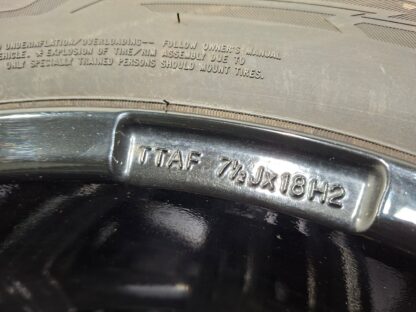 UNDERINFLATION/OVERLOADING-- FOLLOW OWNER'S MANUAL
VEHICLE. * EXPLOSION OF TIRE/RIM ASSEMBLY DUE TO
ONLY SPECIALLY TRAINED PERSONS SHOULD MOUNT TIRES.
TTAF 7½Jx18H2